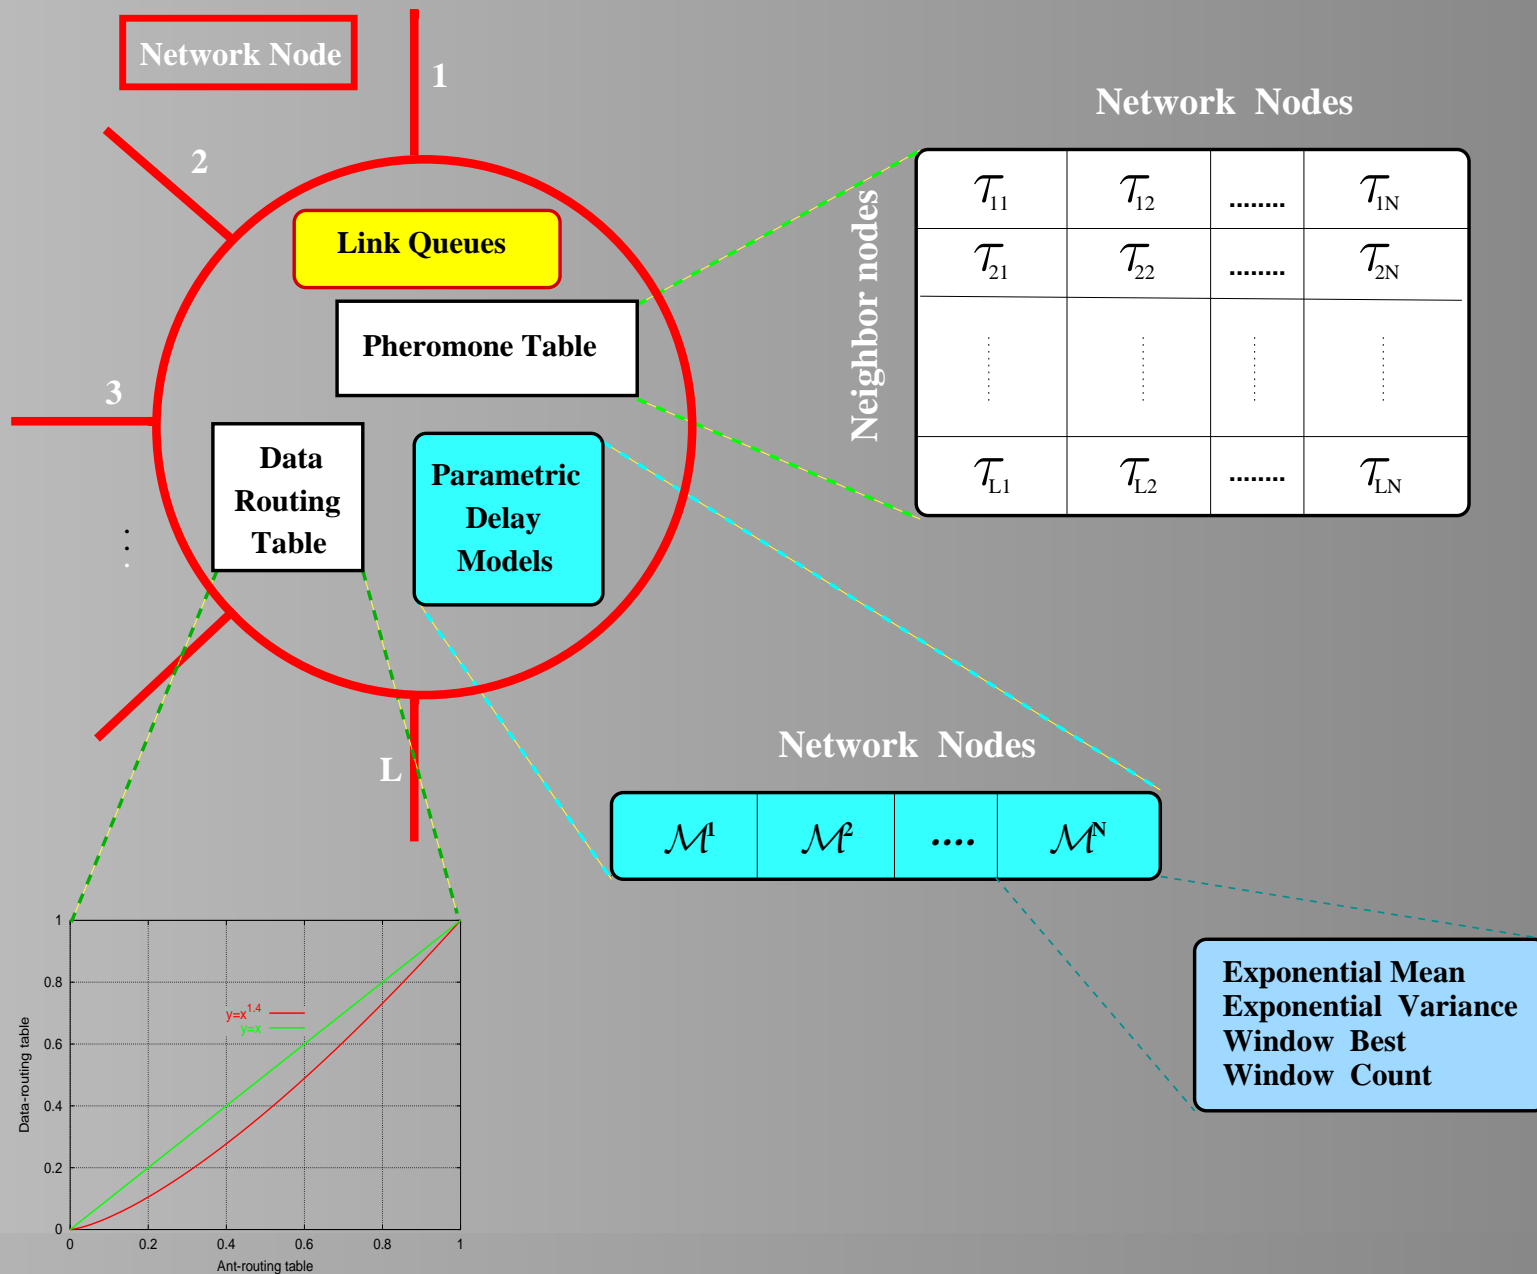 Network Node
1
2
3
L
Link Queues
Pheromone Table
Data
Routing
Table
Parametric
Delay
Models
Network Nodes
Neighbor nodes
𝒯11 𝒯12 ........ 𝒯1N
𝒯21 𝒯22 ........ 𝒯2N
𝒯L1 𝒯L2 ........ 𝒯LN
Network Nodes
ℳ1 ℳ2 .... ℳN
Exponential Mean
Exponential Variance
Window Best
Window Count
1
0.8
0.6
0.4
0.2
0
y=x^1.4
y=x
Data-routing table
0 0.2 0.4 0.6 0.8 1
Ant-routing table